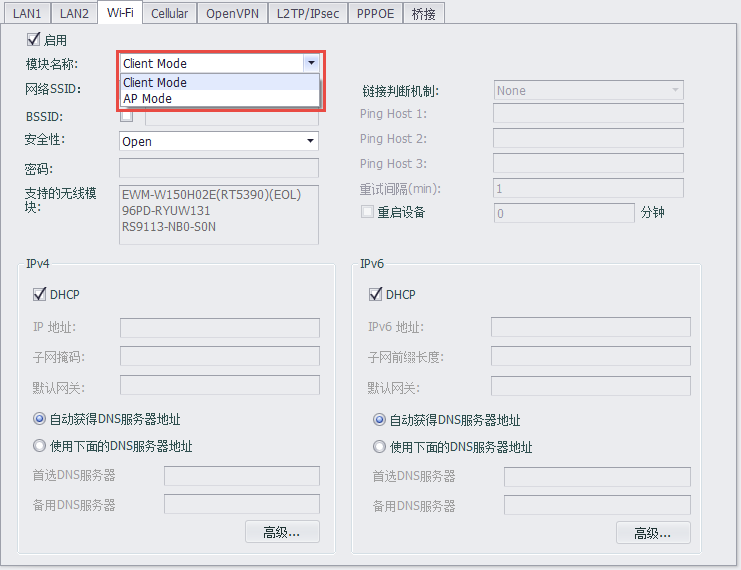 LAN1 LAN2 Wi-Fi Cellular OpenVPN L2TP/IPsec PPPOE 桥接
启用
模块名称: Client Mode
Client Mode
AP Mode
网络SSID:
BSSID:
安全性: Open
密码:
支持的无线模块:
EWM-W150H02E(RT5390)(EOL)
96PD-RYUW131
RS9113-NB0-S0N
链接判断机制: None
Ping Host 1:
Ping Host 2:
Ping Host 3:
重试间隔(min): 1
重启设备 0 分钟
IPv4
DHCP
IP 地址:
子网掩码:
默认网关:
自动获得DNS服务器地址
使用下面的DNS服务器地址
首选DNS服务器
备用DNS服务器
高级...
IPv6
DHCP
IPv6 地址:
子网前缀长度:
默认网关:
自动获得DNS服务器地址
使用下面的DNS服务器地址
首选DNS服务器
备用DNS服务器
高级...